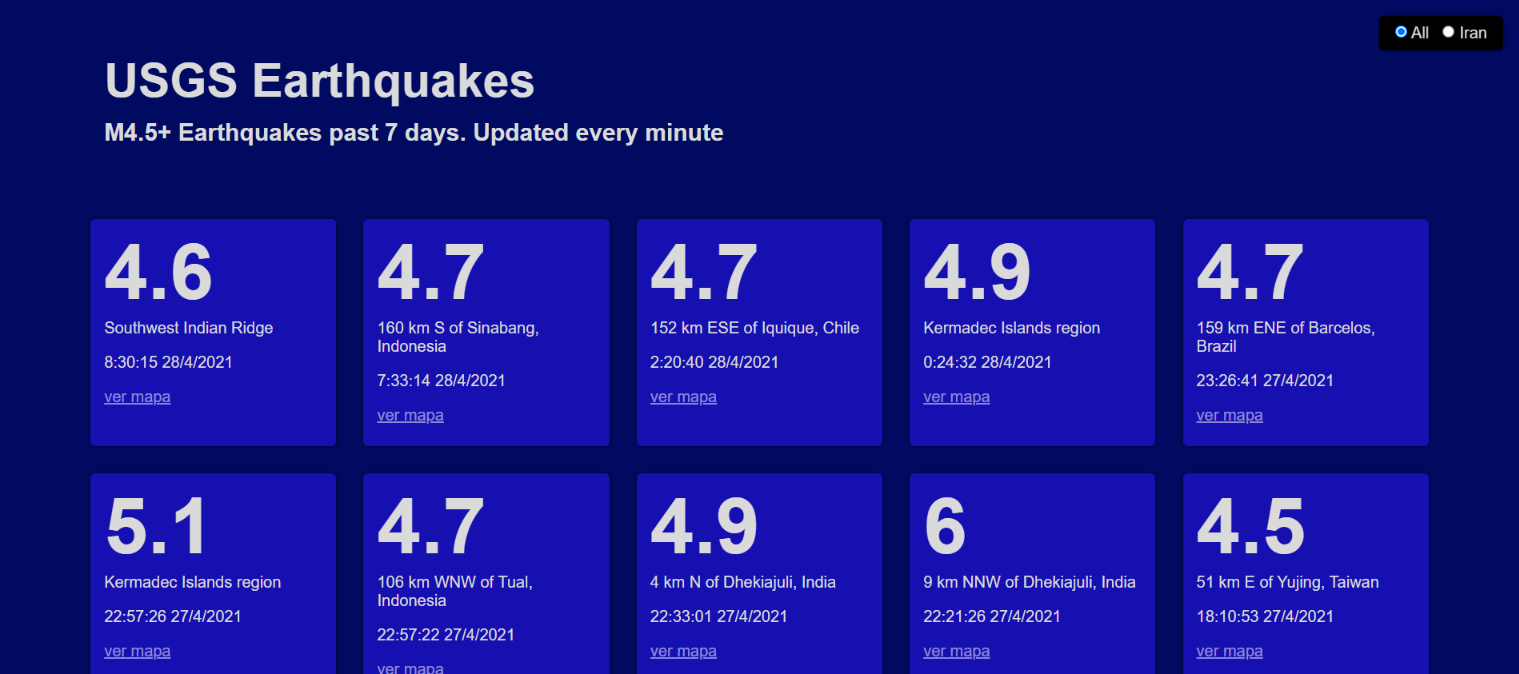 All Iran
USGS Earthquakes
M4.5+ Earthquakes past 7 days. Updated every minute
4.6
Southwest Indian Ridge
8:30:15 28/4/2021
ver mapa
4.7
160 km S of Sinabang,
Indonesia
7:33:14 28/4/2021
ver mapa
4.7
152 km ESE of Iquique, Chile
2:20:40 28/4/2021
ver mapa
4.9
Kermadec Islands region
0:24:32 28/4/2021
ver mapa
4.7
159 km ENE of Barcelos,
Brazil
23:26:41 27/4/2021
ver mapa
5.1
Kermadec Islands region
22:57:26 27/4/2021
ver mapa
4.7
106 km WNW of Tual,
Indonesia
22:57:22 27/4/2021
ver mapa
4.9
4 km N of Dhekiajuli, India
22:33:01 27/4/2021
ver mapa
6
9 km NNW of Dhekiajuli, India
22:21:26 27/4/2021
ver mapa
4.5
51 km E of Yujing, Taiwan
18:10:53 27/4/2021
ver mapa